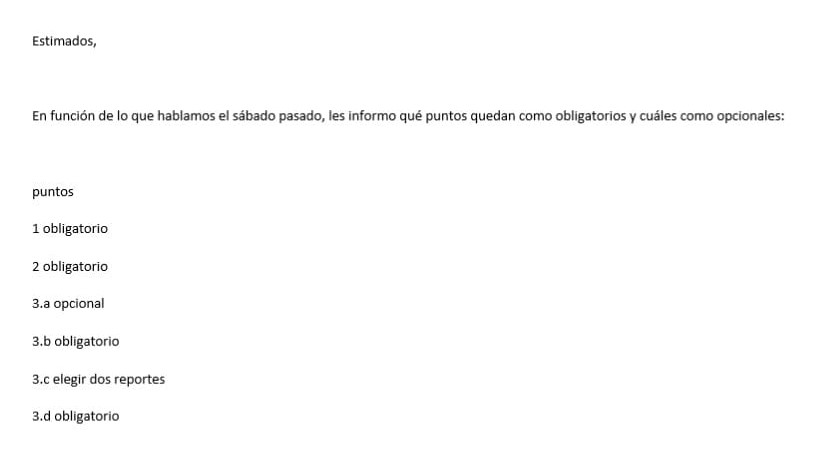 Estimados,
En función de lo que hablamos el sábado pasado, les informo qué puntos quedan como obligatorios y cuáles como opcionales:
puntos
1 obligatorio
2 obligatorio
3.a opcional
3.b obligatorio
3.c elegir dos reportes
3.d obligatorio